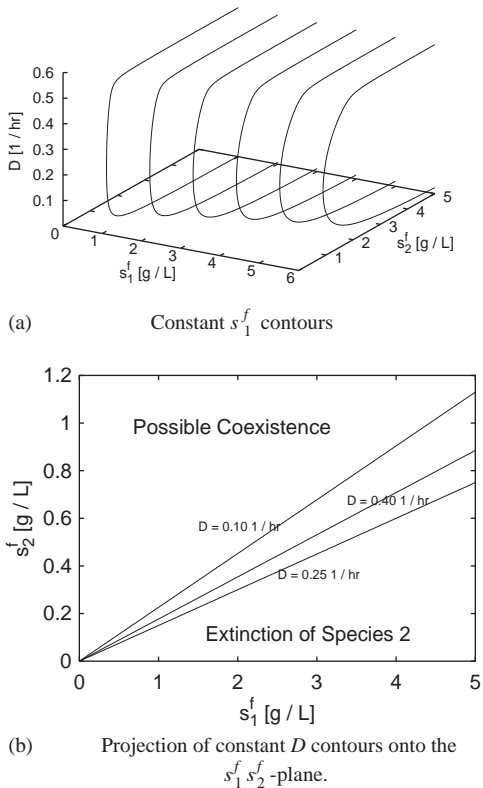 0.6
0.5
0.4
0.3
0.2
0.1
D [1 / hr]
0
1
2
3
4
5
6
s₁ᶠ [g / L]
1
2
3
4
5
s₂ᶠ [g / L]
(a) Constant s₁ᶠ contours
1.2
1
0.8
0.6
0.4
0.2
0
s₂ᶠ [g / L]
Possible Coexistence
D = 0.10 1 / hr
D = 0.40 1 / hr
D = 0.25 1 / hr
Extinction of Species 2
0 1 2 3 4 5
s₁ᶠ [g / L]
(b) Projection of constant D contours onto the
s₁ᶠ s₂ᶠ -plane.